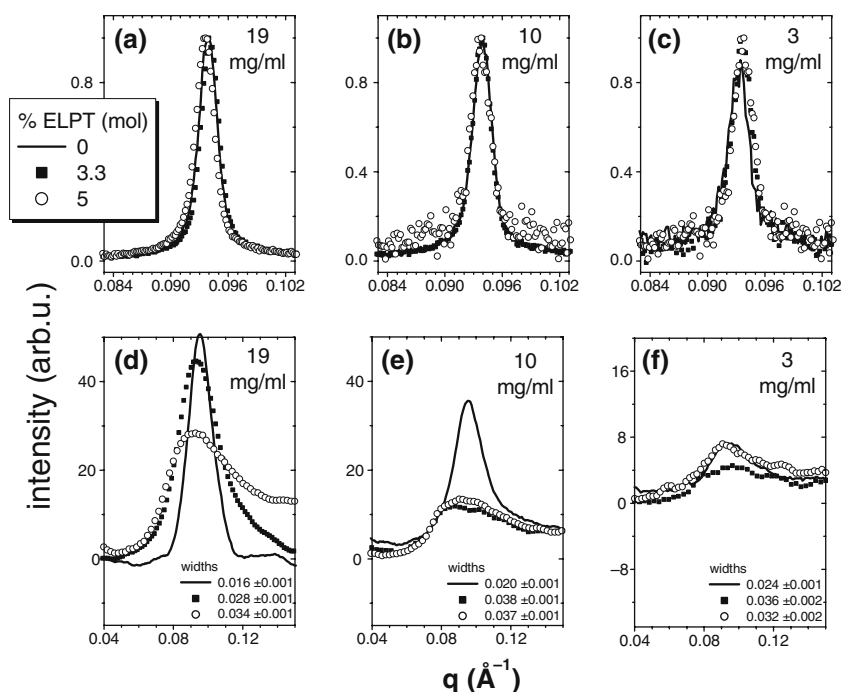 (a)
19
mg/ml
(b)
10
mg/ml
(c)
3
mg/ml
0.8
0.4
0.0
0.084 0.090 0.096 0.102
0.8
0.4
0.0
0.084 0.090 0.096 0.102
0.8
0.4
0.0
0.084 0.090 0.096 0.102
% ELPT (mol)
0
3.3
5
intensity (arb.u.)
(d)
19
mg/ml
40
20
0
widths
0.016 ±0.001
0.028 ±0.001
0.034 ±0.001
0.04 0.08 0.12
(e)
10
mg/ml
40
20
0
widths
0.020 ±0.001
0.038 ±0.001
0.037 ±0.001
0.04 0.08 0.12
(f)
3
mg/ml
16
8
0
−8
widths
0.024 ±0.001
0.036 ±0.002
0.032 ±0.002
0.04 0.08 0.12
q (Å⁻¹)